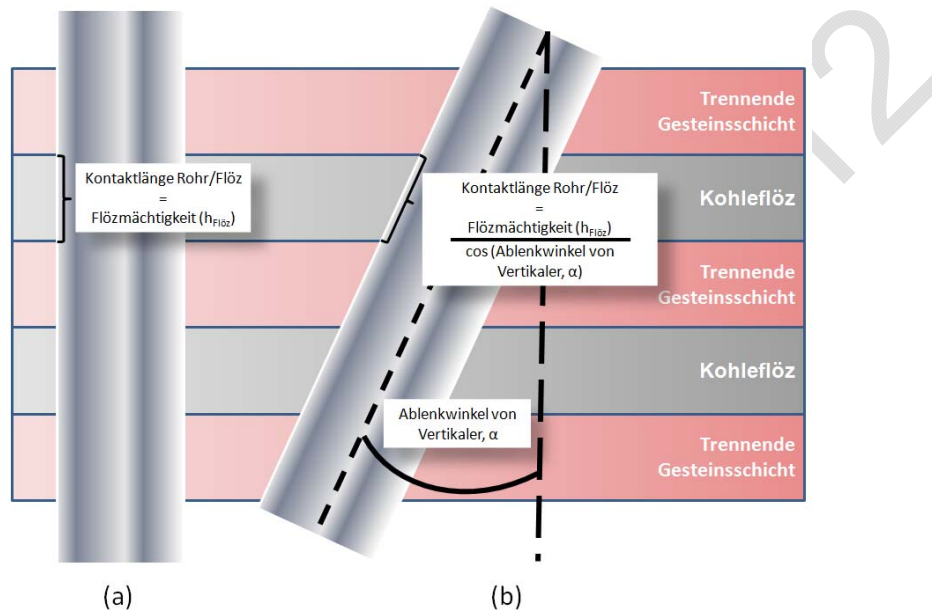 Trennende
Gesteinsschicht
Kontaktlänge Rohr/Flöz
=
Flözmächtigkeit (hFlöz)
Kontaktlänge Rohr/Flöz
=
Flözmächtigkeit (hFlöz)
cos (Ablenkwinkel von
Vertikaler, α)
Kohleflöz
Trennende
Gesteinsschicht
Kohleflöz
Ablenkwinkel von
Vertikaler, α
Trennende
Gesteinsschicht
(a)
(b)
12